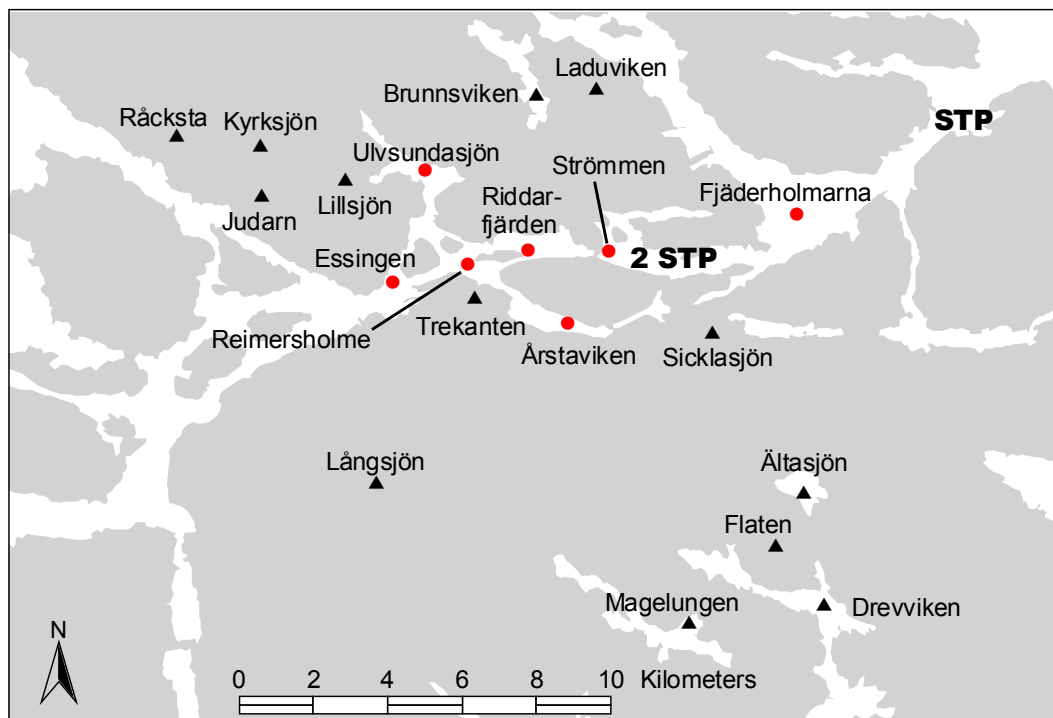 Laduviken
Brunnsviken
Råcksta
Kyrksjön
STP
Ulvsundasjön
Strömmen
Riddar-
fjärden
Fjäderholmarna
Lillsjön
Judarn
Essingen
2 STP
Trekanten
Reimersholme
Årstaviken
Sicklasjön
Långsjön
Ältasjön
Flaten
Magelungen
Drevviken
N
0 2 4 6 8 10 Kilometers